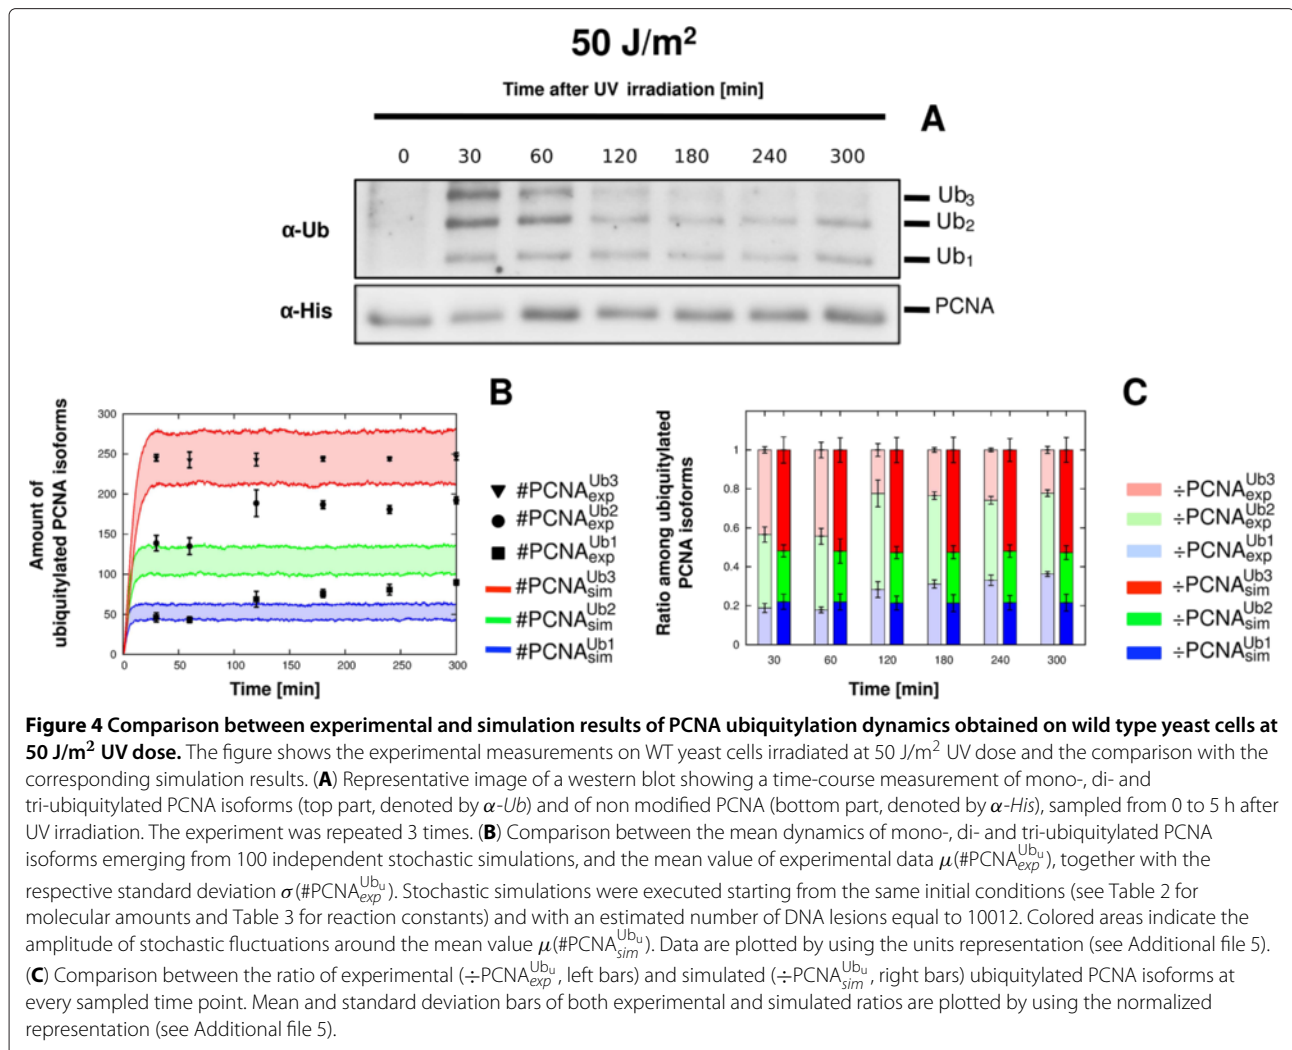 50 J/m²
Time after UV irradiation [min]
A
0 30 60 120 180 240 300
α-Ub
Ub₃
Ub₂
Ub₁
α-His
PCNA
B
Amount of
ubiquitylated PCNA isoforms
300
250
200
150
100
50
0
0 50 100 150 200 250 300
Time [min]
#PCNA^Ub3_exp
#PCNA^Ub2_exp
#PCNA^Ub1_exp
#PCNA^Ub3_sim
#PCNA^Ub2_sim
#PCNA^Ub1_sim
C
Ratio among ubiquitylated
PCNA isoforms
1
0.8
0.6
0.4
0.2
0
30 60 120 180 240 300
Time [min]
÷PCNA^Ub3_exp
÷PCNA^Ub2_exp
÷PCNA^Ub1_exp
÷PCNA^Ub3_sim
÷PCNA^Ub2_sim
÷PCNA^Ub1_sim
Figure 4 Comparison between experimental and simulation results of PCNA ubiquitylation dynamics obtained on wild type yeast cells at
50 J/m² UV dose. The figure shows the experimental measurements on WT yeast cells irradiated at 50 J/m² UV dose and the comparison with the
corresponding simulation results. (A) Representative image of a western blot showing a time-course measurement of mono-, di- and
tri-ubiquitylated PCNA isoforms (top part, denoted by α-Ub) and of non modified PCNA (bottom part, denoted by α-His), sampled from 0 to 5 h after
UV irradiation. The experiment was repeated 3 times. (B) Comparison between the mean dynamics of mono-, di- and tri-ubiquitylated PCNA
isoforms emerging from 100 independent stochastic simulations, and the mean value of experimental data μ(#PCNA^Ubu_exp), together with the
respective standard deviation σ(#PCNA^Ubu_exp). Stochastic simulations were executed starting from the same initial conditions (see Table 2 for
molecular amounts and Table 3 for reaction constants) and with an estimated number of DNA lesions equal to 10012. Colored areas indicate the
amplitude of stochastic fluctuations around the mean value μ(#PCNA^Ubu_sim). Data are plotted by using the units representation (see Additional file 5).
(C) Comparison between the ratio of experimental (÷PCNA^Ubu_exp, left bars) and simulated (÷PCNA^Ubu_sim, right bars) ubiquitylated PCNA isoforms at
every sampled time point. Mean and standard deviation bars of both experimental and simulated ratios are plotted by using the normalized
representation (see Additional file 5).